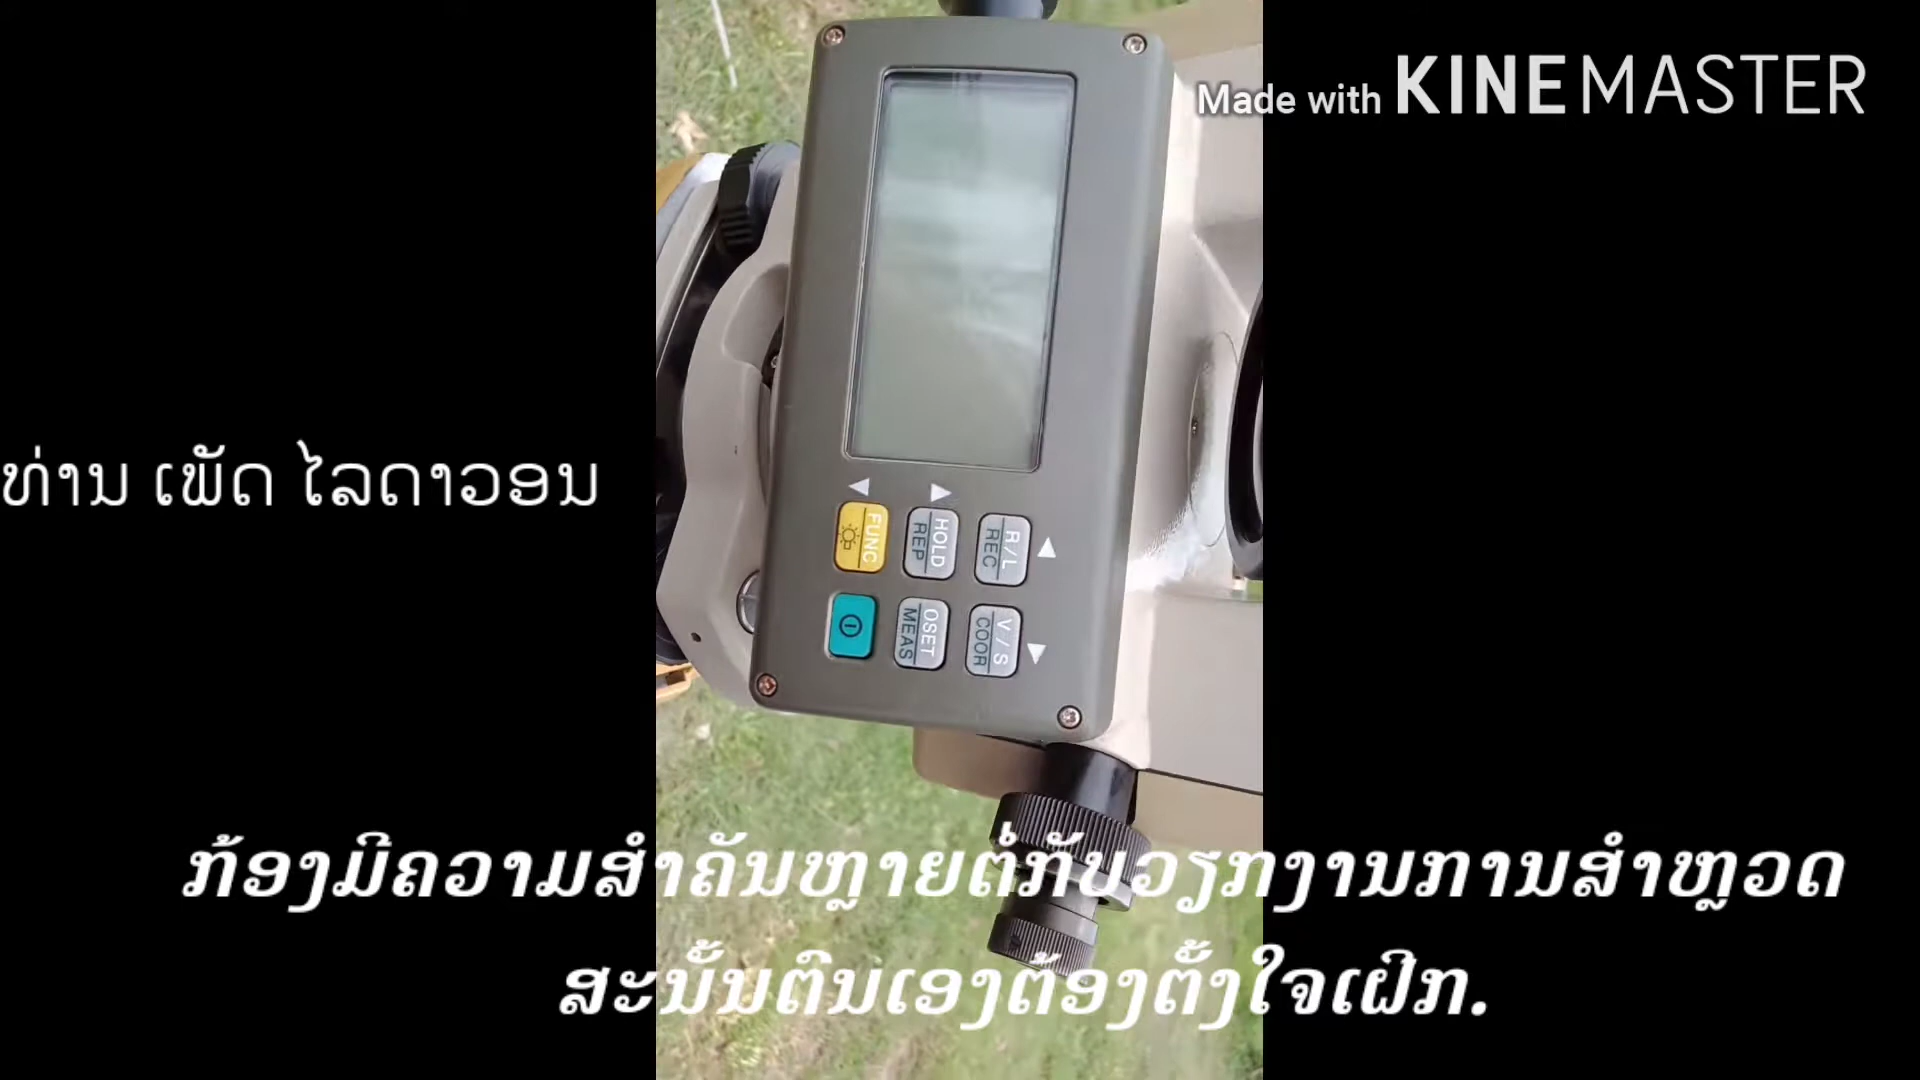 Made with KINEMASTER
ທ່ານ ເພັດ ໄລດາວອນ
FUNC
HOLD
REP
R/L
REC
OSET
MEAS
V/S
COOR
ກ້ອງມີຄວາມສຳຄັນຫຼາຍຕໍ່ກັບວຽກງານການສຳຫຼວດ
ສະນັ້ນຕົນເອງຕ້ອງຕັ້ງໃຈເຝິກ.